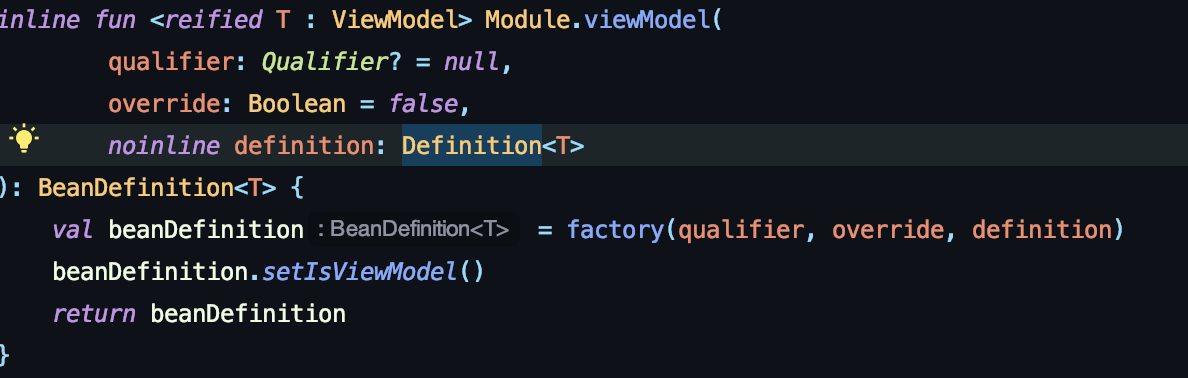 inline fun <reified T : ViewModel> Module.viewModel(
qualifier: Qualifier? = null,
override: Boolean = false,
noinline definition: Definition<T>
): BeanDefinition<T> {
val beanDefinition : BeanDefinition<T> = factory(qualifier, override, definition)
beanDefinition.setIsViewModel()
return beanDefinition
}